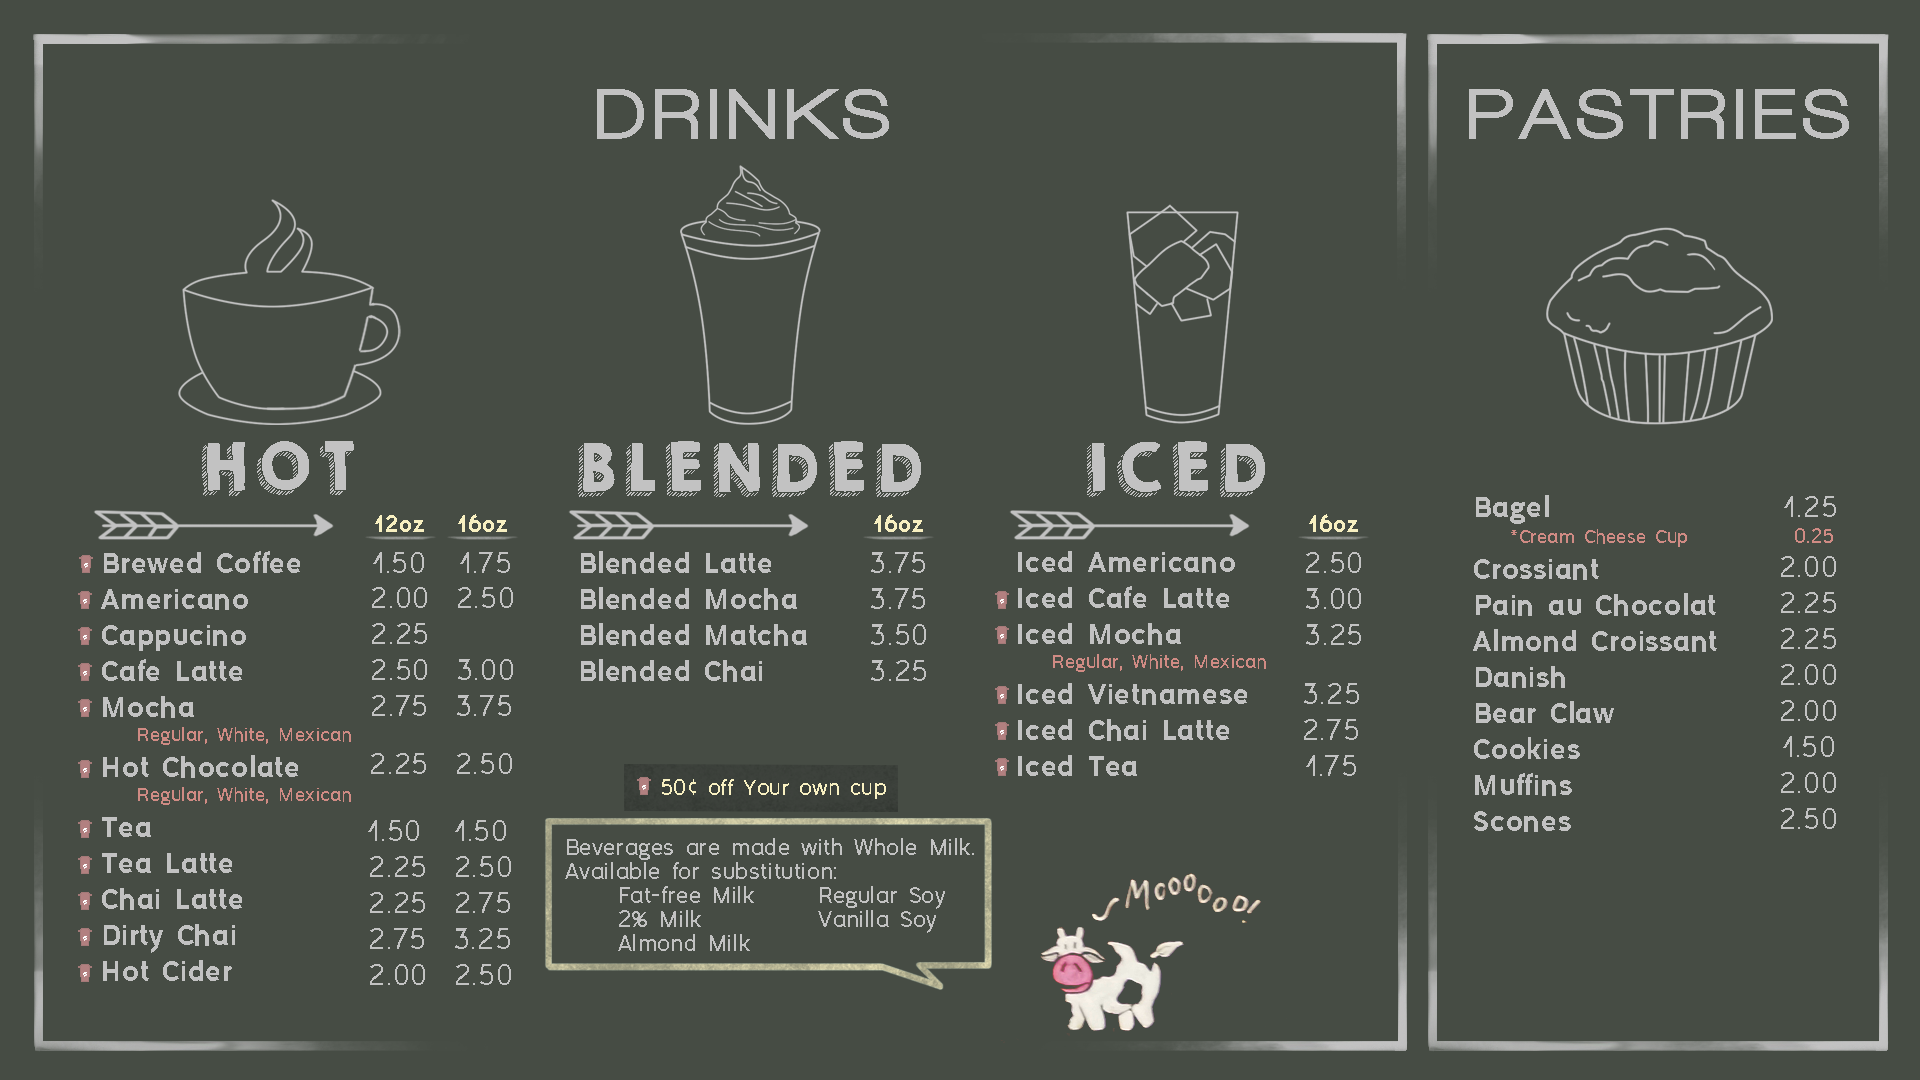 DRINKS
HOT
12oz 16oz
Brewed Coffee 1.50 1.75
Americano 2.00 2.50
Cappucino 2.25
Cafe Latte 2.50 3.00
Mocha 2.75 3.75
Regular, White, Mexican
Hot Chocolate 2.25 2.50
Regular, White, Mexican
Tea 1.50 1.50
Tea Latte 2.25 2.50
Chai Latte 2.25 2.75
Dirty Chai 2.75 3.25
Hot Cider 2.00 2.50
BLENDED
16oz
Blended Latte 3.75
Blended Mocha 3.75
Blended Matcha 3.50
Blended Chai 3.25
50¢ off Your own cup
Beverages are made with Whole Milk.
Available for substitution:
Fat-free Milk Regular Soy
2% Milk Vanilla Soy
Almond Milk
ICED
16oz
Iced Americano 2.50
Iced Cafe Latte 3.00
Iced Mocha 3.25
Regular, White, Mexican
Iced Vietnamese 3.25
Iced Chai Latte 2.75
Iced Tea 1.75
Moooooo!
PASTRIES
Bagel 1.25
*Cream Cheese Cup 0.25
Crossiant 2.00
Pain au Chocolat 2.25
Almond Croissant 2.25
Danish 2.00
Bear Claw 2.00
Cookies 1.50
Muffins 2.00
Scones 2.50